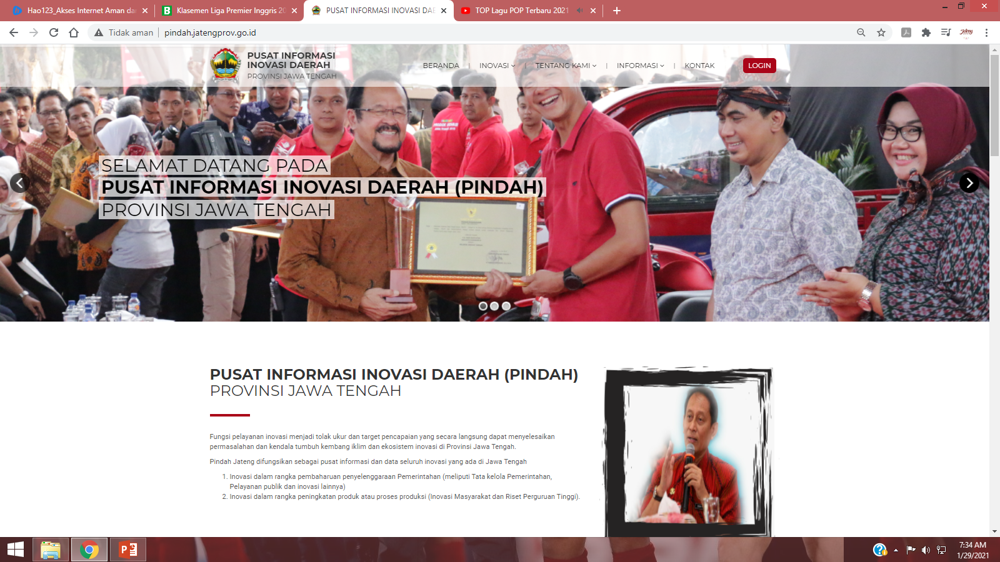 Hao123_Akses Internet Aman da
Klasemen Liga Premier Inggris 20
PUSAT INFORMASI INOVASI DAE
TOP Lagu POP Terbaru 2021
Tidak aman
pindah.jatengprov.go.id
PUSAT INFORMASI
INOVASI DAERAH
PROVINSI JAWA TENGAH
BERANDA | INOVASI | TENTANG KAMI | INFORMASI | KONTAK
LOGIN
SELAMAT DATANG PADA
PUSAT INFORMASI INOVASI DAERAH (PINDAH)
PROVINSI JAWA TENGAH
PUSAT INFORMASI INOVASI DAERAH (PINDAH)
PROVINSI JAWA TENGAH
Fungsi pelayanan inovasi menjadi tolak ukur dan target pencapaian yang secara langsung dapat menyelesaikan
permasalahan dan kendala tumbuh kembang iklim dan ekosistem inovasi di Provinsi Jawa Tengah.
Pindah Jateng difungsikan sebagai pusat informasi dan data seluruh inovasi yang ada di Jawa Tengah
1. Inovasi dalam rangka pembaharuan penyelenggaraan Pemerintahan (meliputi Tata kelola Pemerintahan,
Pelayanan publik dan inovasi lainnya)
2. Inovasi dalam rangka peningkatan produk atau proses produksi (Inovasi Masyarakat dan Riset Perguruan Tinggi).
7:34 AM
1/29/2021